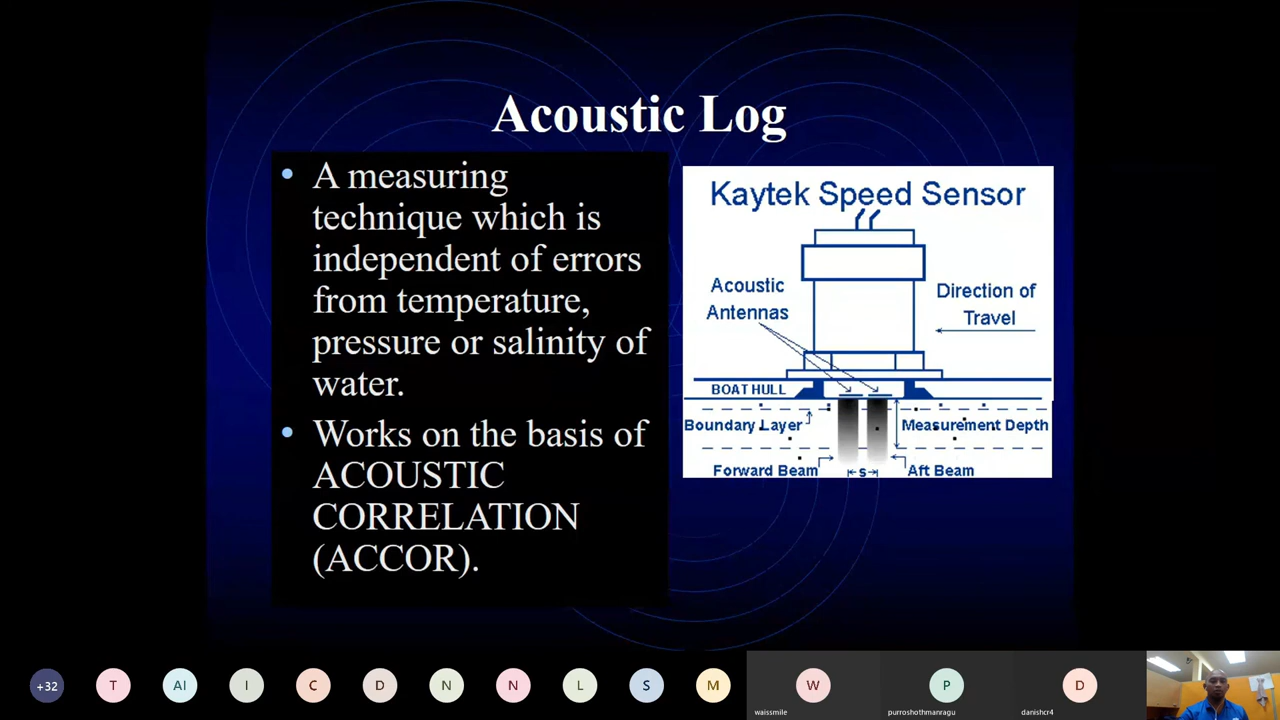 Acoustic Log
• A measuring
technique which is
independent of errors
from temperature,
pressure or salinity of
water.
• Works on the basis of
ACOUSTIC
CORRELATION
(ACCOR).
Kaytek Speed Sensor
Acoustic
Antennas
Direction of
Travel
BOAT HULL
Boundary Layer
Measurement Depth
Forward Beam
s
Aft Beam
+32
T
AI
I
C
D
N
N
L
S
M
W
P
D
waissmile
purroshothmanragu
danishcr4